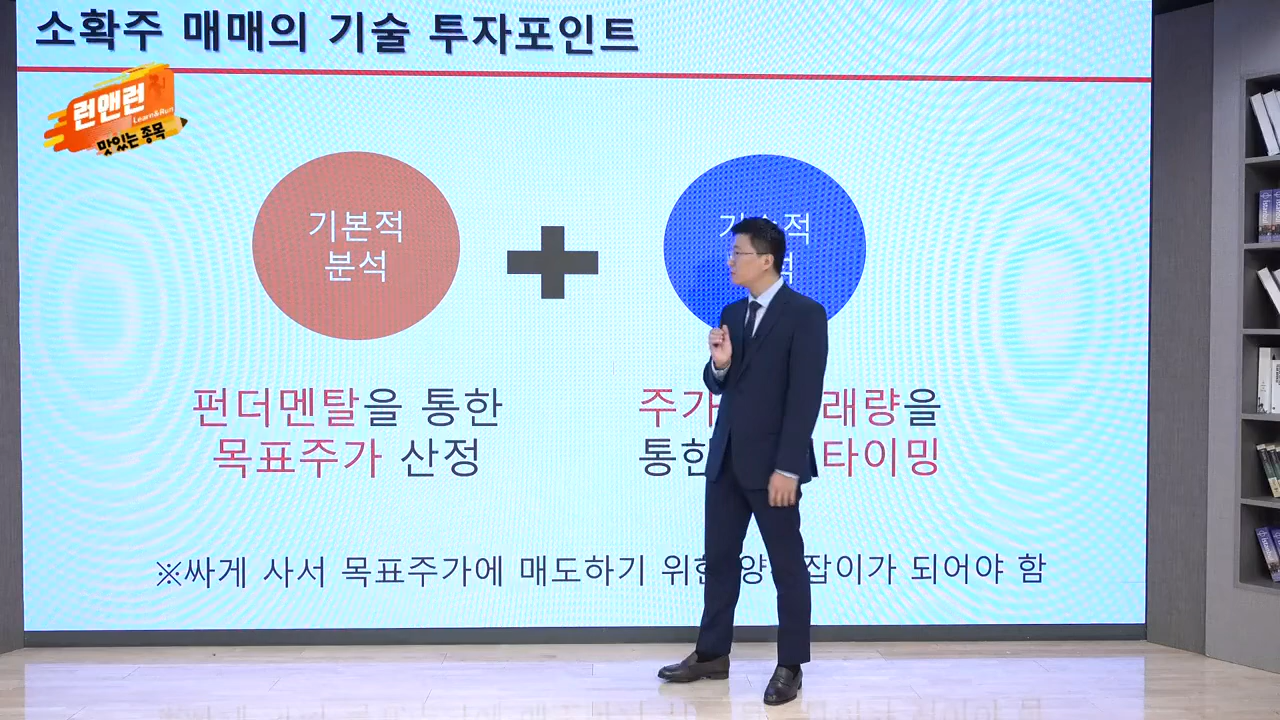 소확주 매매의 기술 투자포인트
런앤런
Learn&Run
맛있는 종목
기본적
분석
펀더멘탈을 통한
목표주가 산정
주가 래량을
통한 타이밍
※싸게 사서 목표주가에 매도하기 위한 잡이가 되어야 함